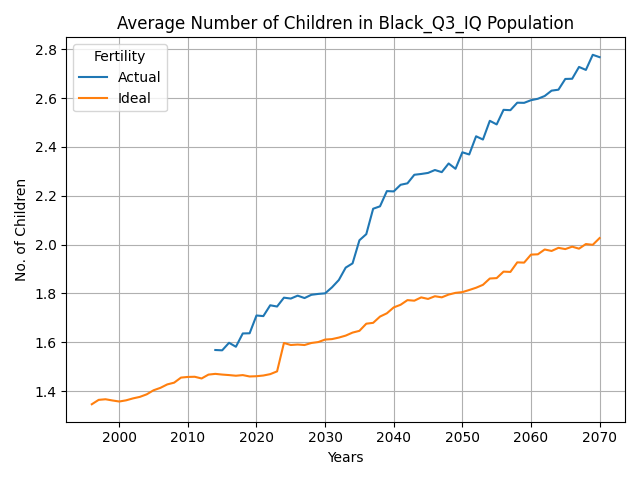 Average Number of Children in Black_Q3_IQ Population
Fertility
Actual
Ideal
No. of Children
2.8
2.6
2.4
2.2
2.0
1.8
1.6
1.4
2000 2010 2020 2030 2040 2050 2060 2070
Years